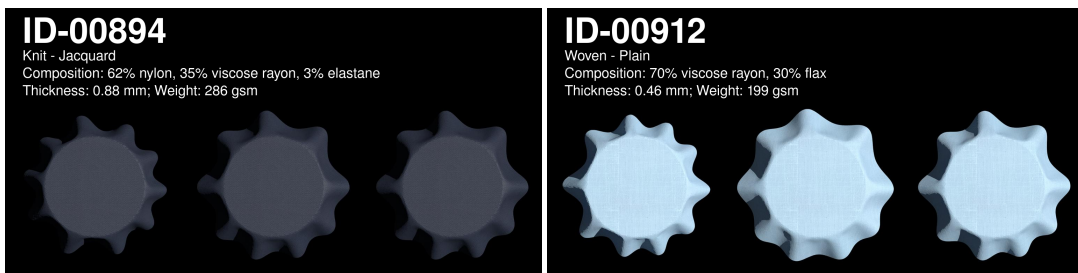 ID-00894
Knit - Jacquard
Composition: 62% nylon, 35% viscose rayon, 3% elastane
Thickness: 0.88 mm; Weight: 286 gsm
ID-00912
Woven - Plain
Composition: 70% viscose rayon, 30% flax
Thickness: 0.46 mm; Weight: 199 gsm